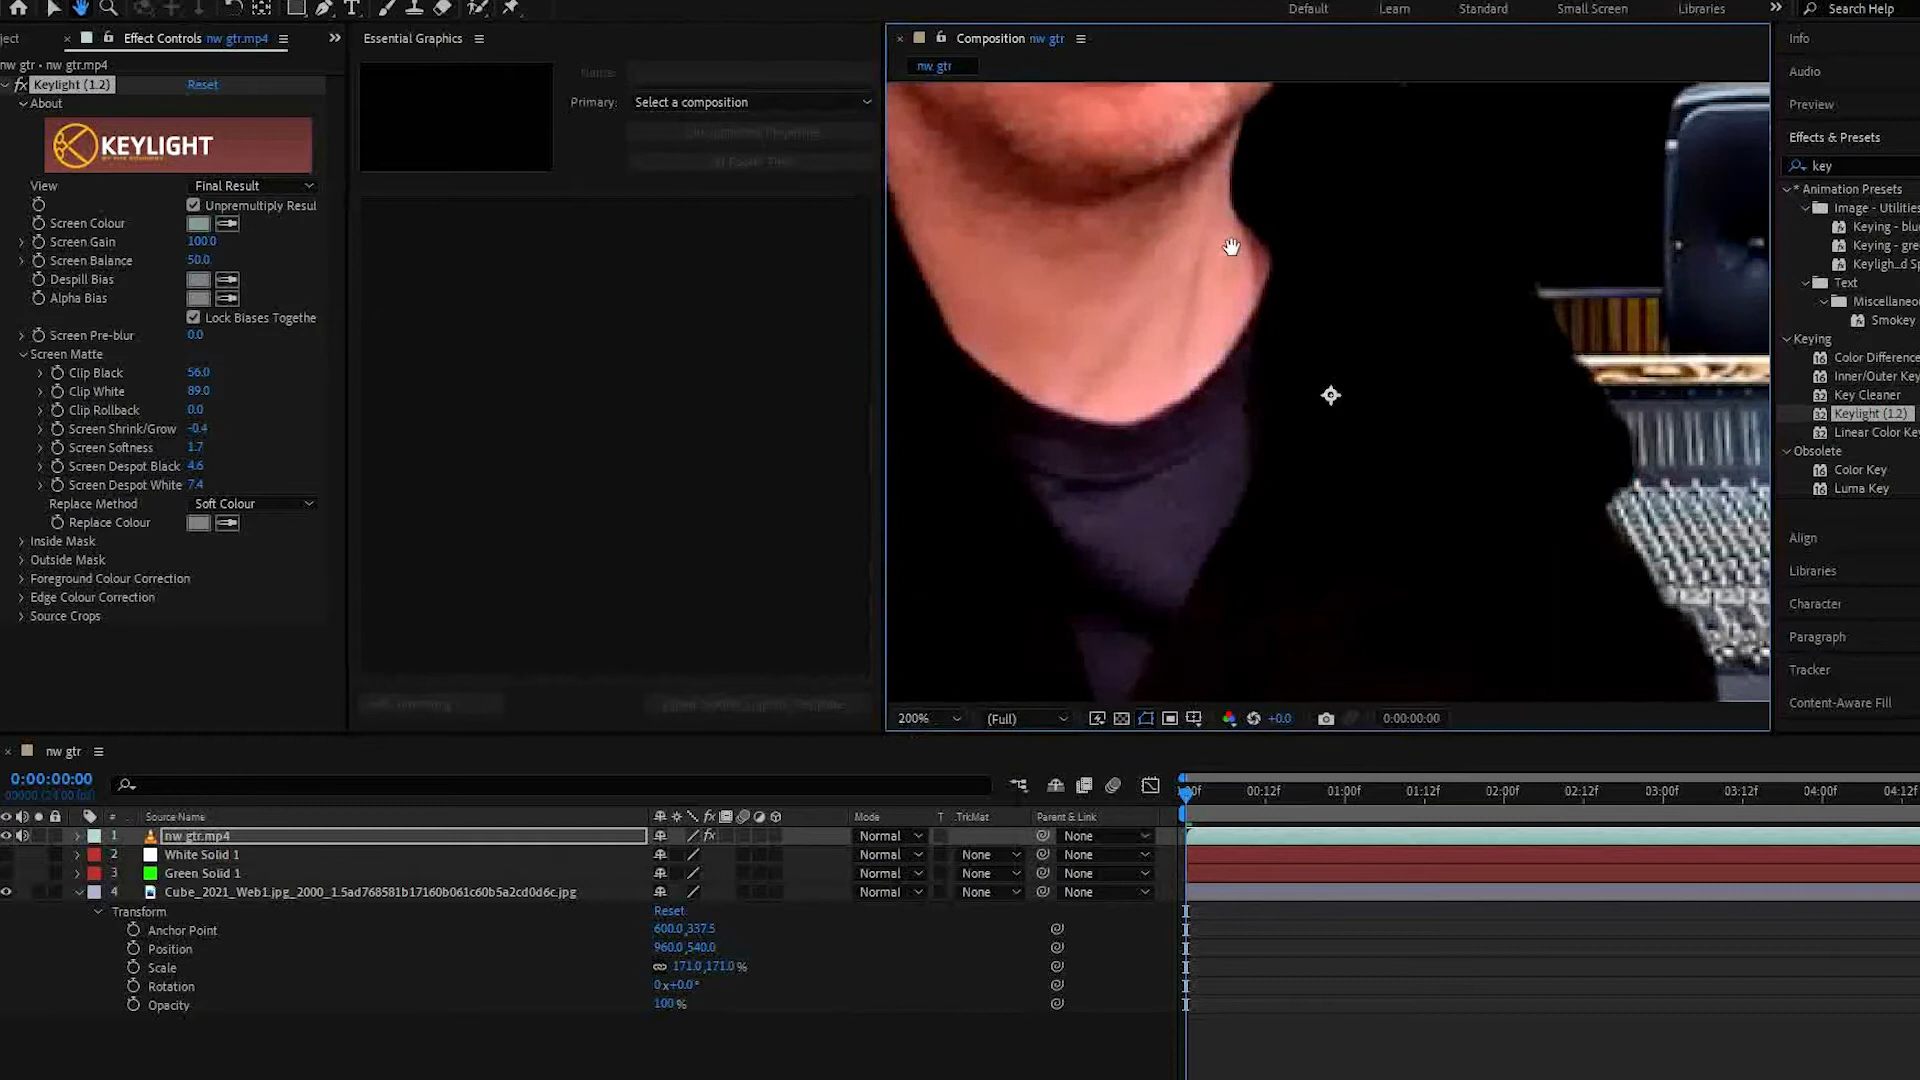 Default
Learn
Standard
Small Screen
Libraries
Search Help
ject
Effect Controls nw gtr.mp4
Essential Graphics
Composition nw gtr
Info
nw gtr • nw gtr.mp4
nw gtr
Keylight (1.2)
Reset
About
KEYLIGHT
Name:
Primary:
Select a composition
Audio
Preview
Effects & Presets
key
View
Final Result
Unpremultiply Resul
Screen Colour
Screen Gain
100.0
Screen Balance
50.0
Despill Bias
Alpha Bias
Lock Biases Togethe
Screen Pre-blur
0.0
Screen Matte
Clip Black
56.0
Clip White
89.0
Clip Rollback
0.0
Screen Shrink/Grow
-0.4
Screen Softness
1.7
Screen Despot Black
4.6
Screen Despot White
7.4
Replace Method
Soft Colour
Replace Colour
Inside Mask
Outside Mask
Foreground Colour Correction
Edge Colour Correction
Source Crops
* Animation Presets
Image - Utilities
Keying - blu
Keying - gre
Keyligh...d Sp
Text
Miscellaneo
Smokey
Keying
Color Difference
Inner/Outer Key
Key Cleaner
Keylight (1.2)
Linear Color Key
Obsolete
Color Key
Luma Key
Align
Libraries
Character
Paragraph
Tracker
Content-Aware Fill
200%
(Full)
+0.0
0:00:00:00
nw gtr
0:00:00:00
00000 (24.00 fps)
00f
00:12f
01:00f
01:12f
02:00f
02:12f
03:00f
03:12f
04:00f
04:12f
#
Source Name
Mode
T
TrkMat
Parent & Link
1
nw gtr.mp4
Normal
None
2
White Solid 1
Normal
None
None
3
Green Solid 1
Normal
None
None
4
Cube_2021_Web1.jpg_2000_1.5ad768581b17160b061c60b5a2cd0d6c.jpg
Normal
None
None
Transform
Reset
Anchor Point
600.0,337.5
Position
960.0,540.0
Scale
171.0,171.0%
Rotation
0x+0.0°
Opacity
100%